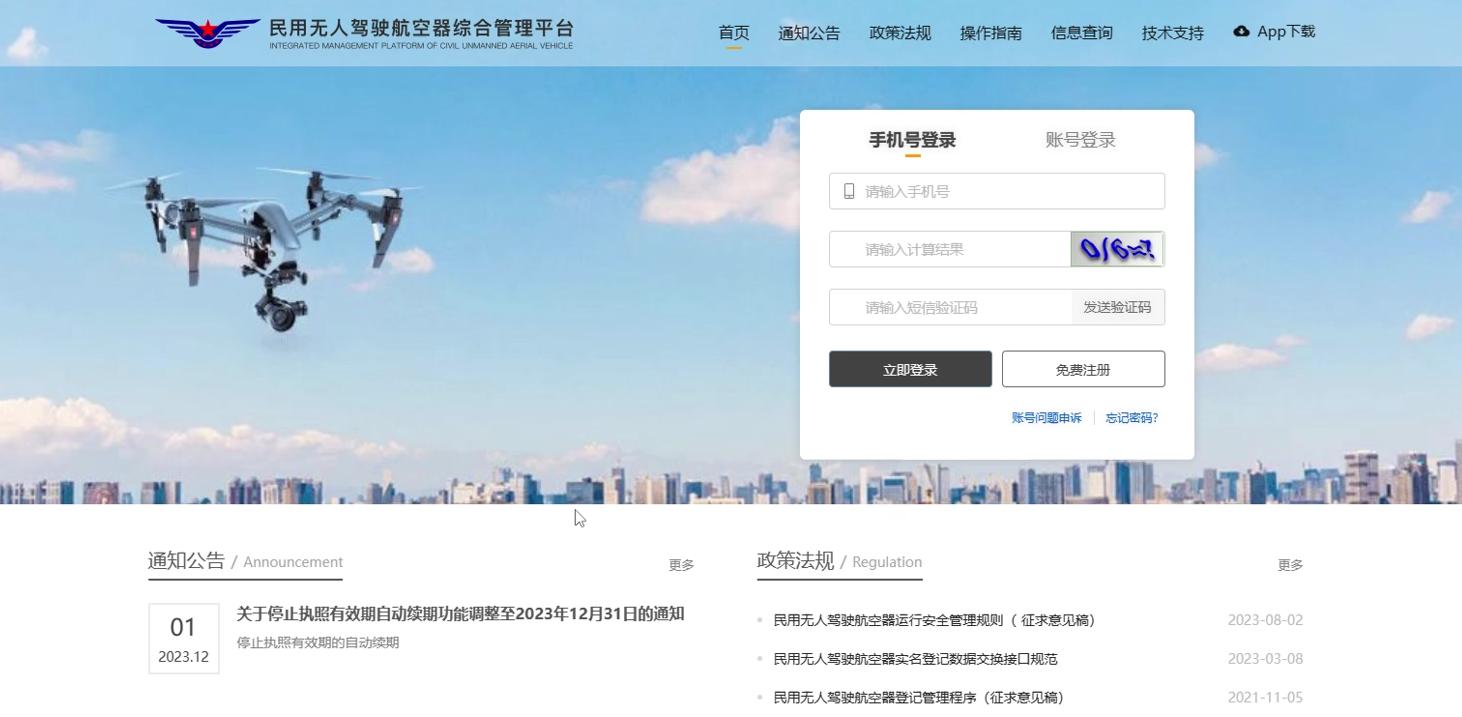 民用无人驾驶航空器综合管理平台
INTEGRATED MANAGEMENT PLATFORM OF CIVIL UNMANNED AERIAL VEHICLE
首页 通知公告 政策法规 操作指南 信息查询 技术支持 App下载
手机号登录 账号登录
请输入手机号
请输入计算结果
请输入短信验证码 发送验证码
立即登录 免费注册
账号问题申诉 忘记密码?
通知公告 / Announcement 更多
01
2023.12
关于停止执照有效期自动续期功能调整至2023年12月31日的通知
停止执照有效期的自动续期
政策法规 / Regulation 更多
民用无人驾驶航空器运行安全管理规则（ 征求意见稿） 2023-08-02
民用无人驾驶航空器实名登记数据交换接口规范 2023-03-08
民用无人驾驶航空器登记管理程序（征求意见稿） 2021-11-05